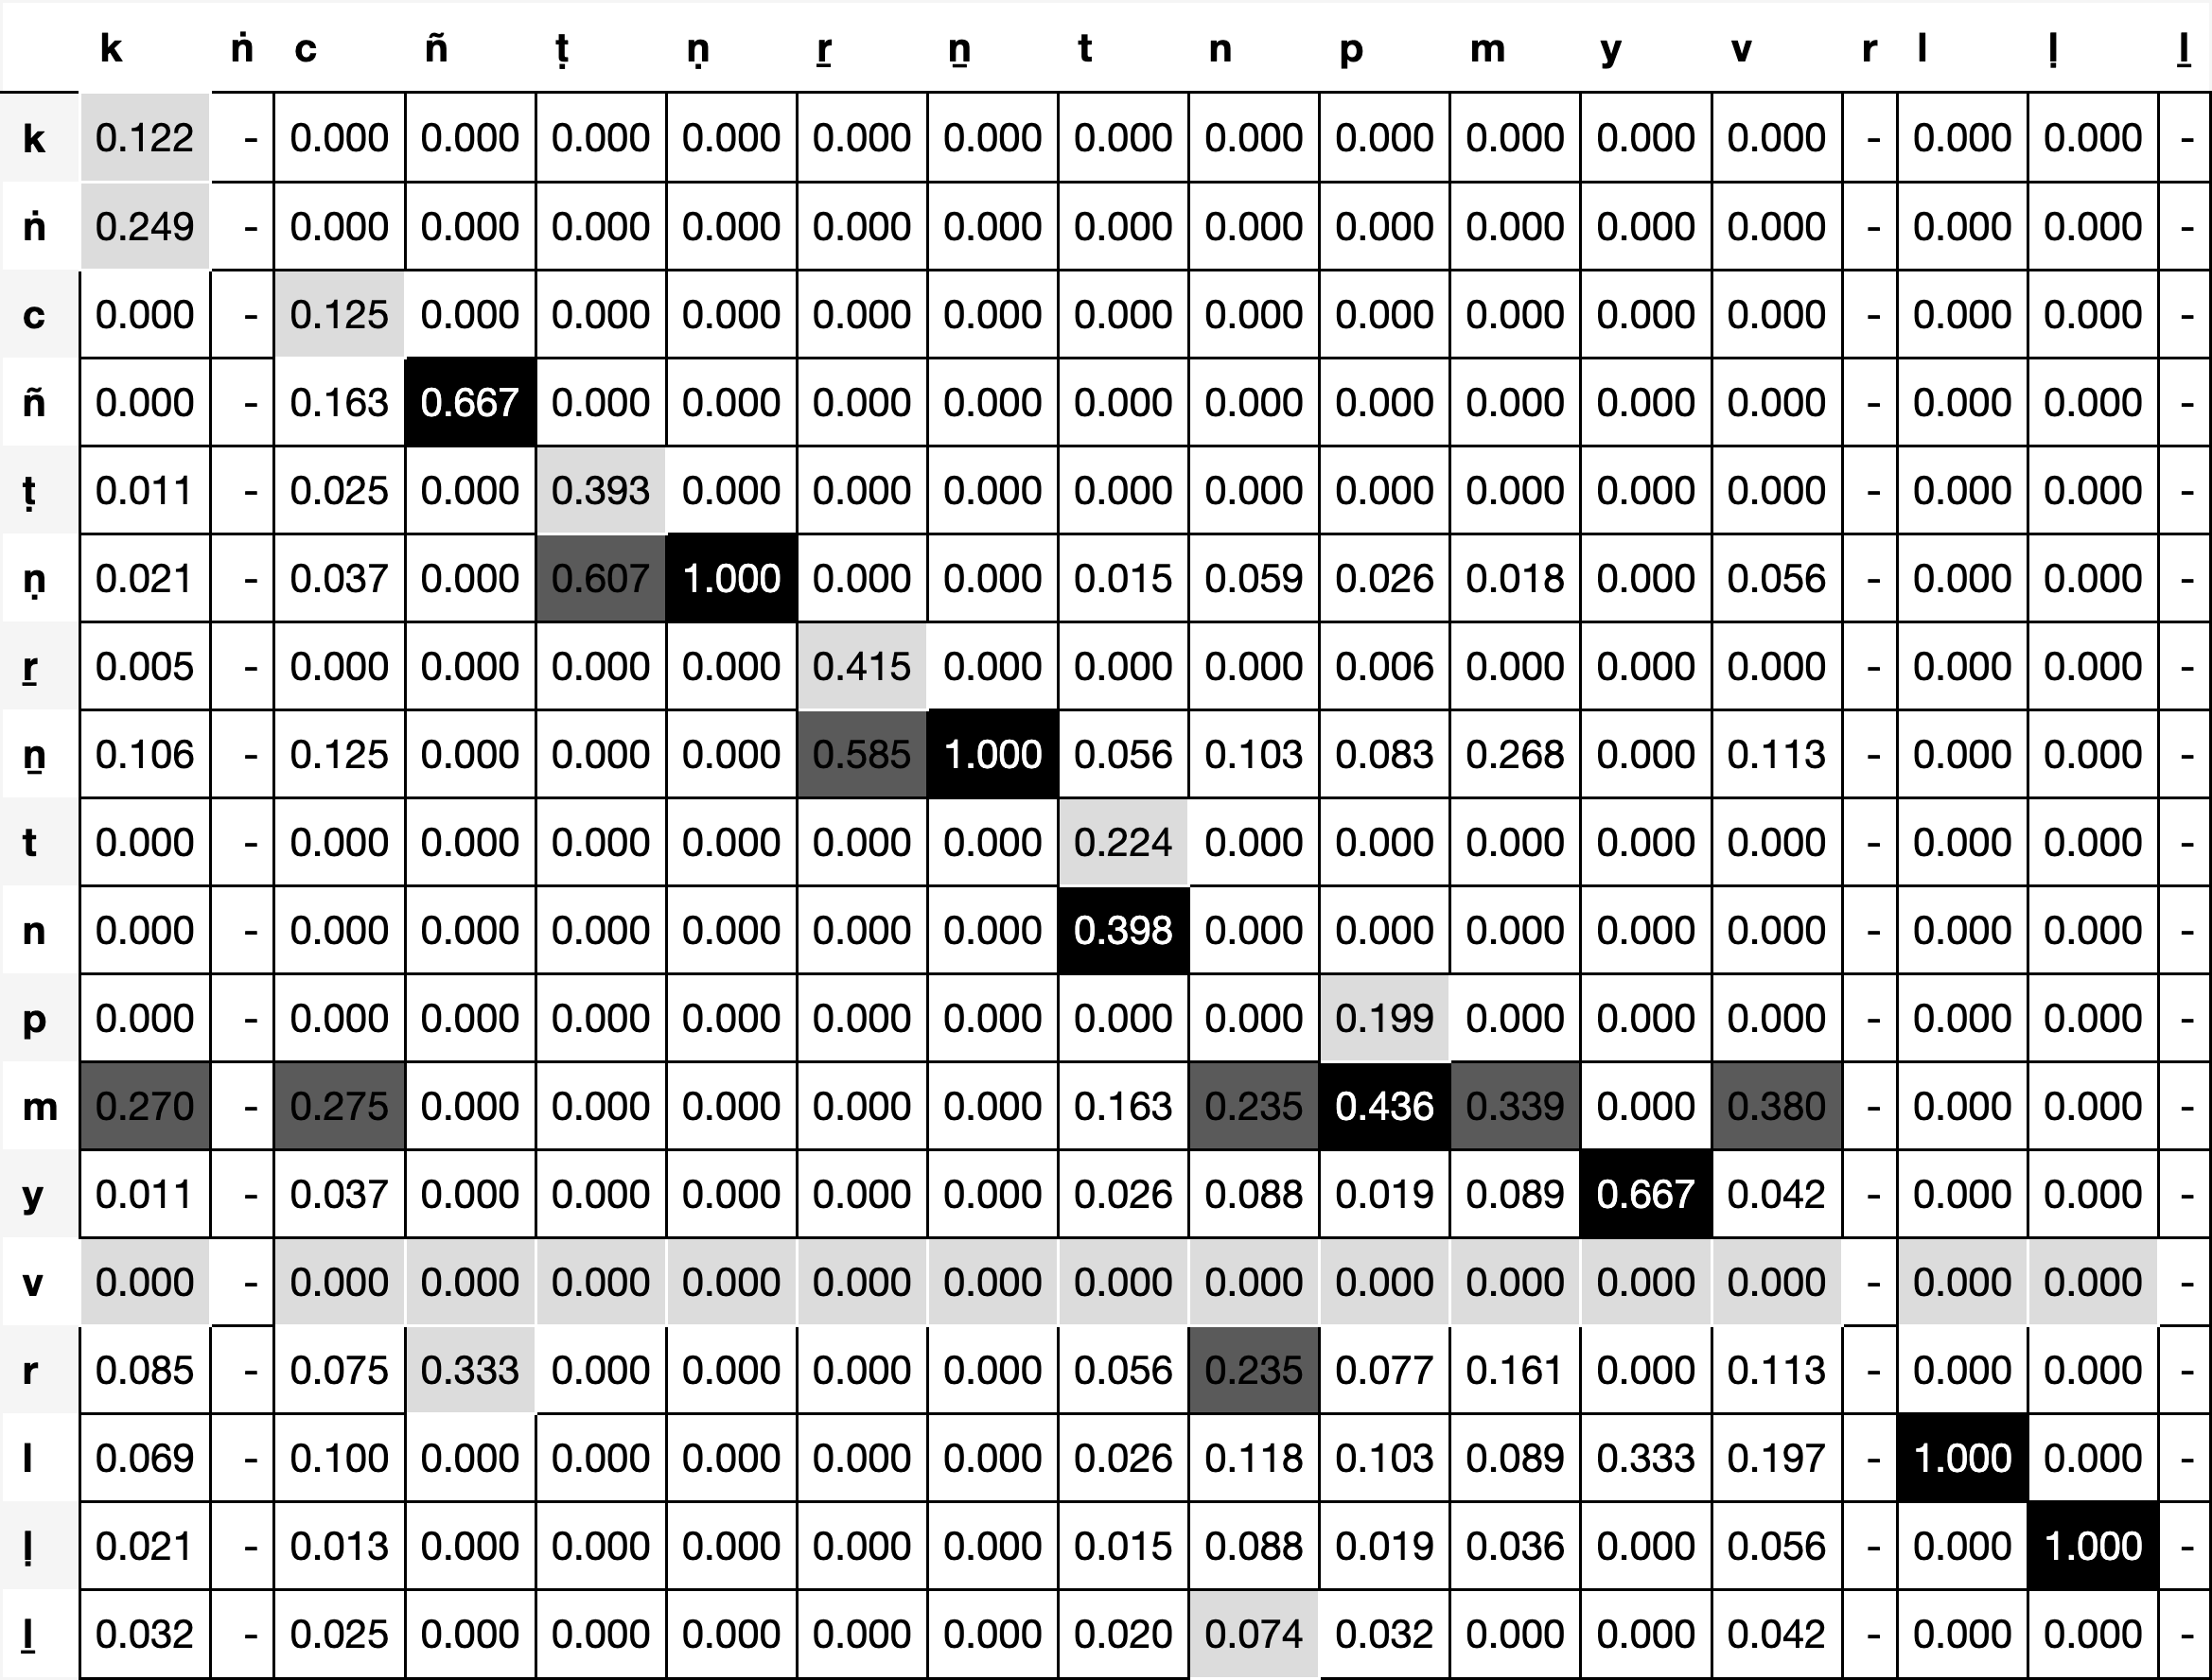 k ṅ c ñ ṭ ṇ ṟ ṉ t n p m y v r l ḷ ḻ
k 0.122 - 0.000 0.000 0.000 0.000 0.000 0.000 0.000 0.000 0.000 0.000 0.000 0.000 - 0.000 0.000 -
ṅ 0.249 - 0.000 0.000 0.000 0.000 0.000 0.000 0.000 0.000 0.000 0.000 0.000 0.000 - 0.000 0.000 -
c 0.000 - 0.125 0.000 0.000 0.000 0.000 0.000 0.000 0.000 0.000 0.000 0.000 0.000 - 0.000 0.000 -
ñ 0.000 - 0.163 0.667 0.000 0.000 0.000 0.000 0.000 0.000 0.000 0.000 0.000 0.000 - 0.000 0.000 -
ṭ 0.011 - 0.025 0.000 0.393 0.000 0.000 0.000 0.000 0.000 0.000 0.000 0.000 0.000 - 0.000 0.000 -
ṇ 0.021 - 0.037 0.000 0.607 1.000 0.000 0.000 0.015 0.059 0.026 0.018 0.000 0.056 - 0.000 0.000 -
ṟ 0.005 - 0.000 0.000 0.000 0.000 0.415 0.000 0.000 0.000 0.006 0.000 0.000 0.000 - 0.000 0.000 -
ṉ 0.106 - 0.125 0.000 0.000 0.000 0.585 1.000 0.056 0.103 0.083 0.268 0.000 0.113 - 0.000 0.000 -
t 0.000 - 0.000 0.000 0.000 0.000 0.000 0.000 0.224 0.000 0.000 0.000 0.000 0.000 - 0.000 0.000 -
n 0.000 - 0.000 0.000 0.000 0.000 0.000 0.000 0.398 0.000 0.000 0.000 0.000 0.000 - 0.000 0.000 -
p 0.000 - 0.000 0.000 0.000 0.000 0.000 0.000 0.000 0.000 0.199 0.000 0.000 0.000 - 0.000 0.000 -
m 0.270 - 0.275 0.000 0.000 0.000 0.000 0.000 0.163 0.235 0.436 0.339 0.000 0.380 - 0.000 0.000 -
y 0.011 - 0.037 0.000 0.000 0.000 0.000 0.000 0.026 0.088 0.019 0.089 0.667 0.042 - 0.000 0.000 -
v 0.000 - 0.000 0.000 0.000 0.000 0.000 0.000 0.000 0.000 0.000 0.000 0.000 0.000 - 0.000 0.000 -
r 0.085 - 0.075 0.333 0.000 0.000 0.000 0.000 0.056 0.235 0.077 0.161 0.000 0.113 - 0.000 0.000 -
l 0.069 - 0.100 0.000 0.000 0.000 0.000 0.000 0.026 0.118 0.103 0.089 0.333 0.197 - 1.000 0.000 -
ḷ 0.021 - 0.013 0.000 0.000 0.000 0.000 0.000 0.015 0.088 0.019 0.036 0.000 0.056 - 0.000 1.000 -
ḻ 0.032 - 0.025 0.000 0.000 0.000 0.000 0.000 0.020 0.074 0.032 0.000 0.000 0.042 - 0.000 0.000 -